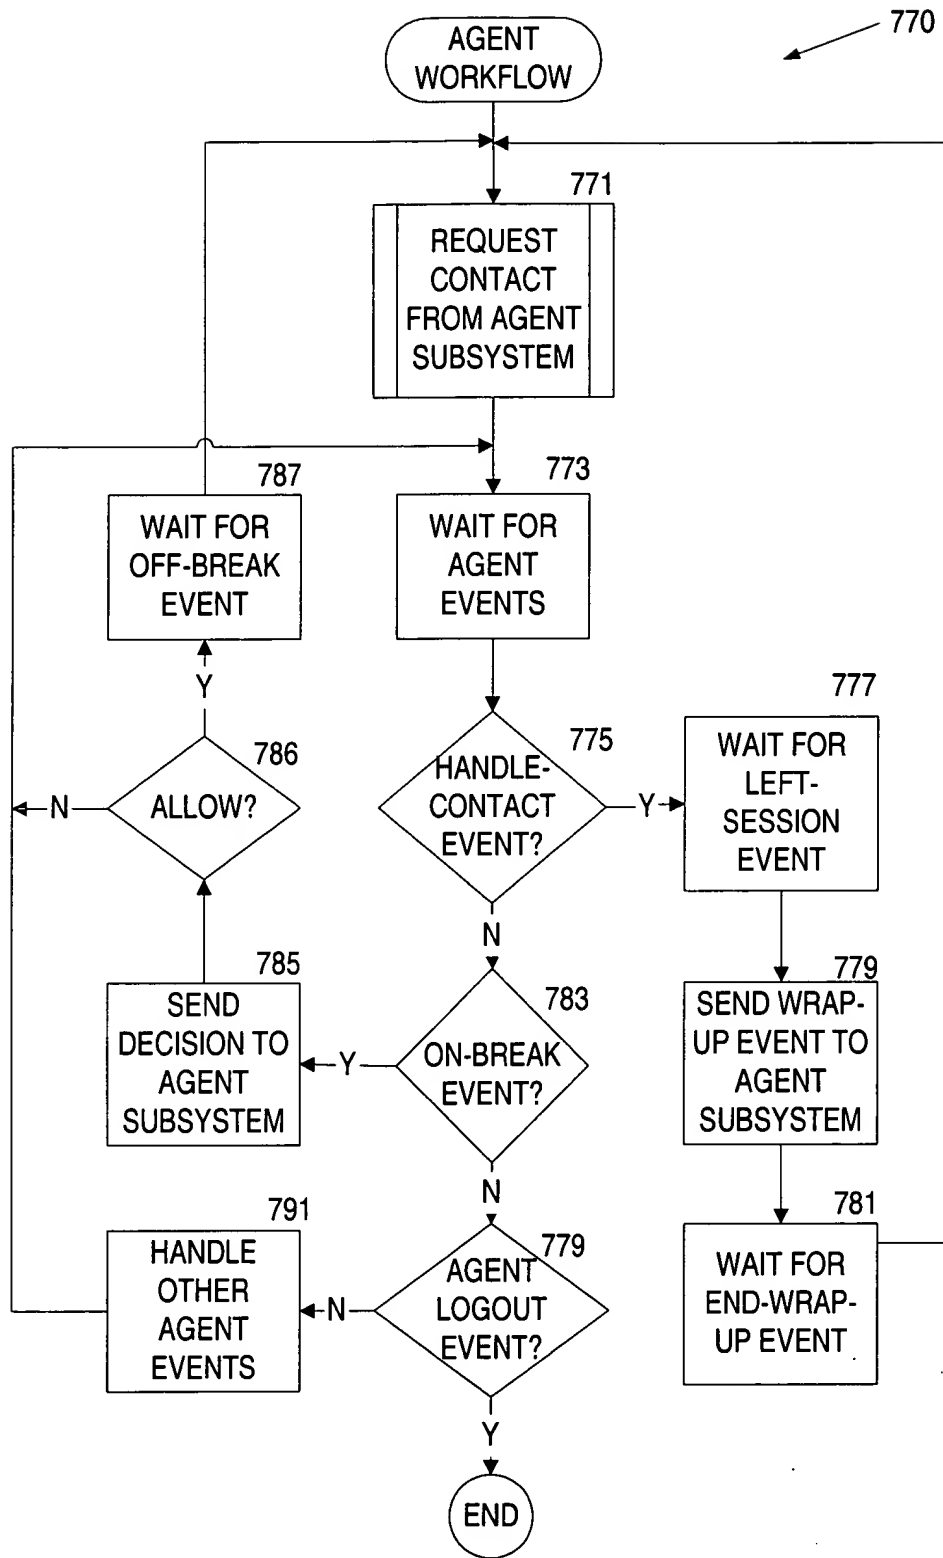 770
AGENT
WORKFLOW
771
REQUEST
CONTACT
FROM AGENT
SUBSYSTEM
787
WAIT FOR
OFF-BREAK
EVENT
773
WAIT FOR
AGENT
EVENTS
Y
786
ALLOW?
N
775
HANDLE-
CONTACT
EVENT?
Y
777
WAIT FOR
LEFT-
SESSION
EVENT
N
785
SEND
DECISION TO
AGENT
SUBSYSTEM
Y
783
ON-BREAK
EVENT?
779
SEND WRAP-
UP EVENT TO
AGENT
SUBSYSTEM
N
791
HANDLE
OTHER
AGENT
EVENTS
N
779
AGENT
LOGOUT
EVENT?
781
WAIT FOR
END-WRAP-
UP EVENT
Y
END